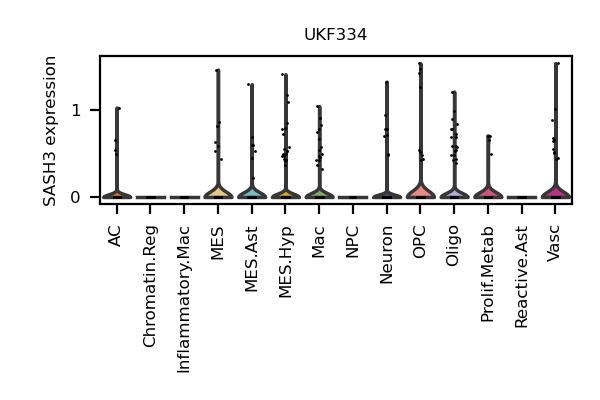 UKF334
SASH3 expression
1
0
AC
Chromatin.Reg
Inflammatory.Mac
MES
MES.Ast
MES.Hyp
Mac
NPC
Neuron
OPC
Oligo
Prolif.Metab
Reactive.Ast
Vasc